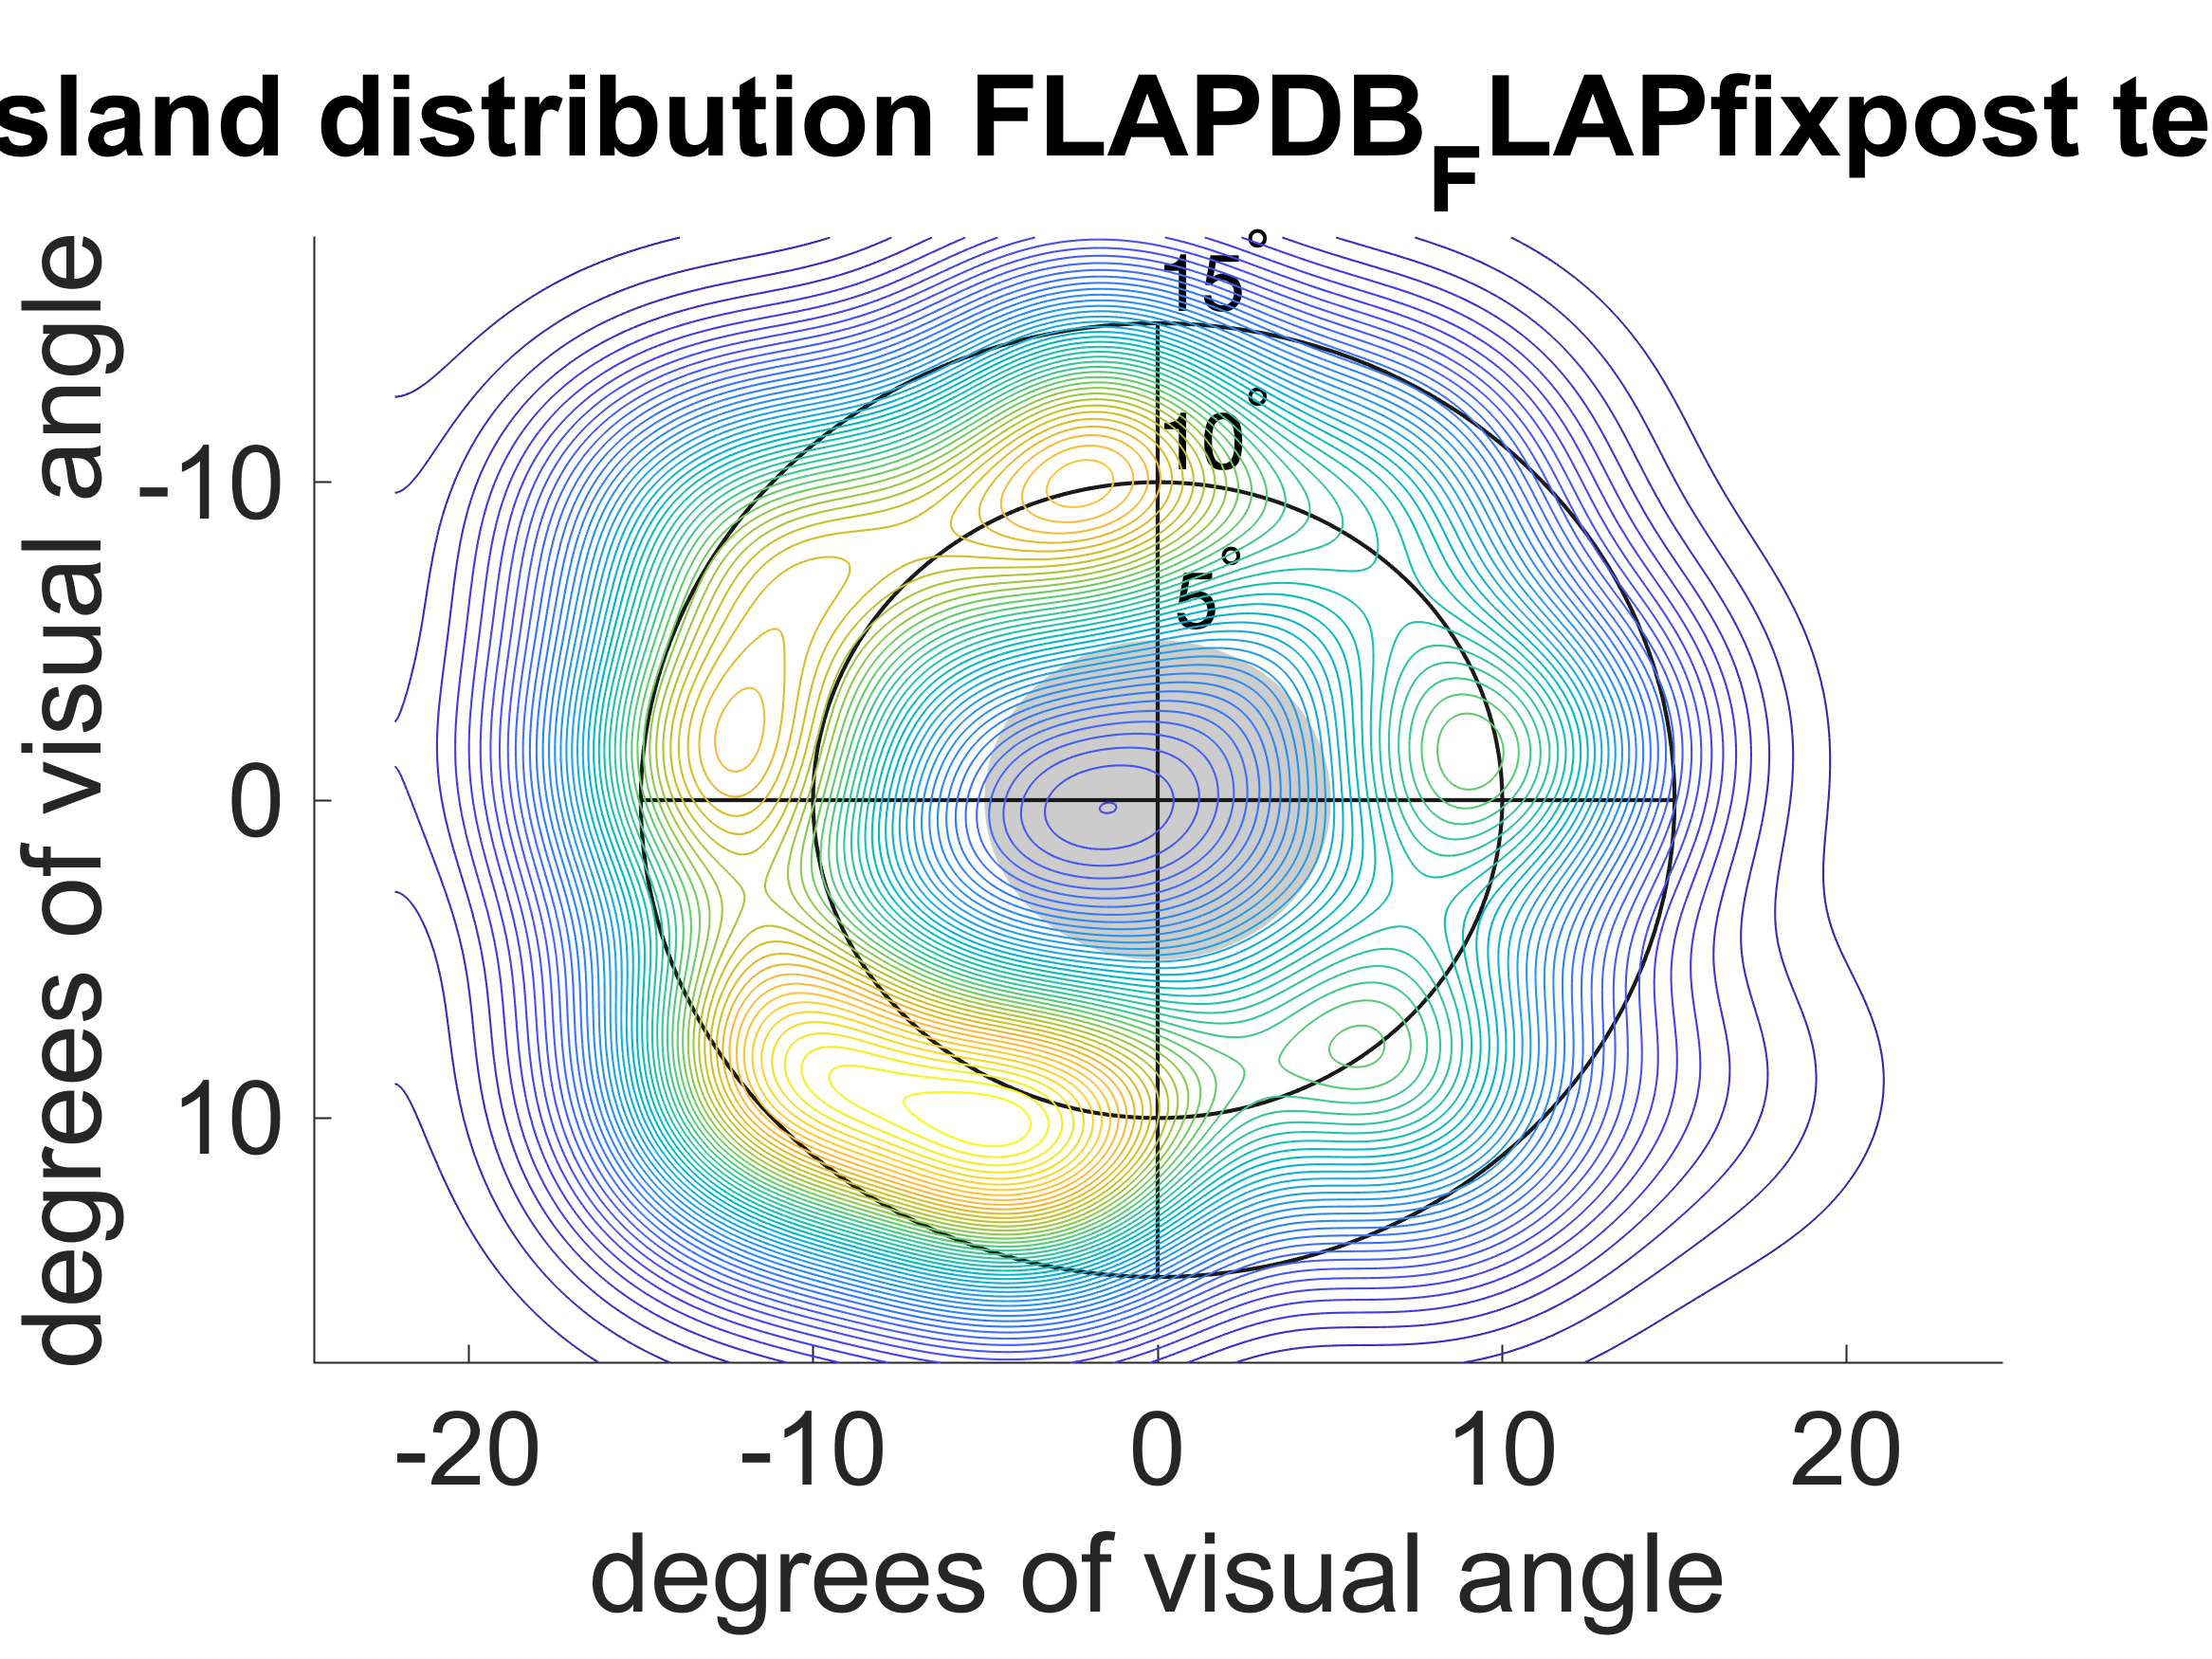 sland distribution FLAPDB_FLAPfixpost te
degrees of visual angle
-10
0
10
15°
10°
5°
-20 -10 0 10 20
degrees of visual angle